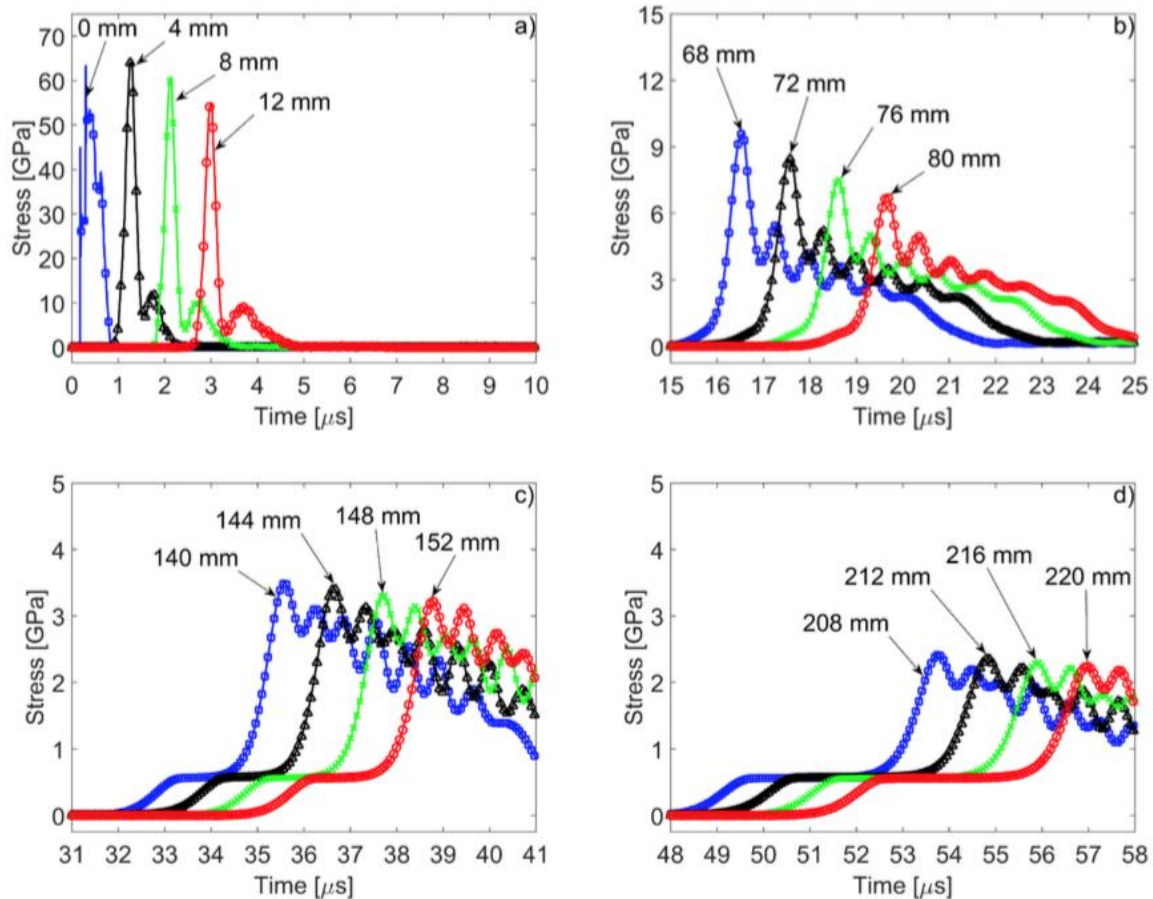 a)
0 mm
4 mm
8 mm
12 mm
Stress [GPa]
70
60
50
40
30
20
10
0
0 1 2 3 4 5 6 7 8 9 10
Time [μs]
b)
68 mm
72 mm
76 mm
80 mm
Stress [GPa]
15
12
9
6
3
0
15 16 17 18 19 20 21 22 23 24 25
Time [μs]
c)
140 mm
144 mm
148 mm
152 mm
Stress [GPa]
5
4
3
2
1
0
31 32 33 34 35 36 37 38 39 40 41
Time [μs]
d)
208 mm
212 mm
216 mm
220 mm
Stress [GPa]
5
4
3
2
1
0
48 49 50 51 52 53 54 55 56 57 58
Time [μs]